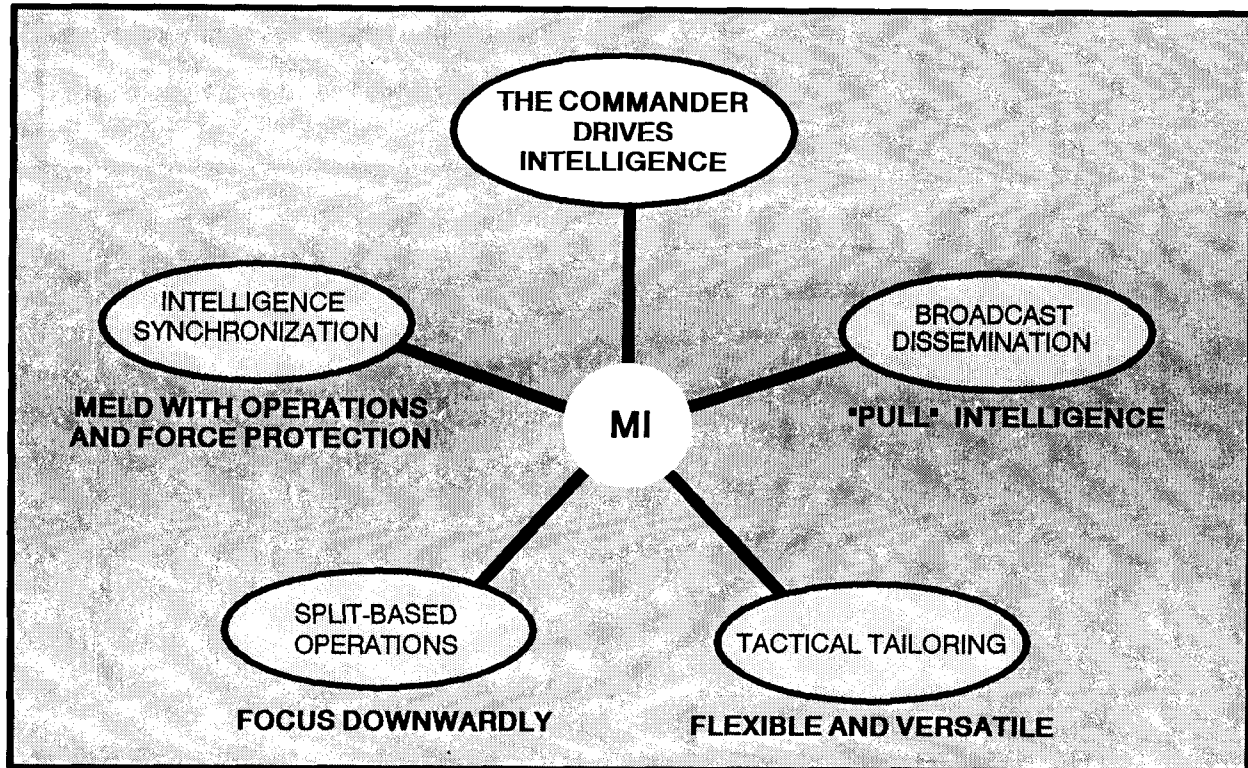 THE COMMANDER
DRIVES
INTELLIGENCE
INTELLIGENCE
SYNCHRONIZATION
MELD WITH OPERATIONS
AND FORCE PROTECTION
BROADCAST
DISSEMINATION
"PULL" INTELLIGENCE
MI
SPLIT-BASED
OPERATIONS
FOCUS DOWNWARDLY
TACTICAL TAILORING
FLEXIBLE AND VERSATILE